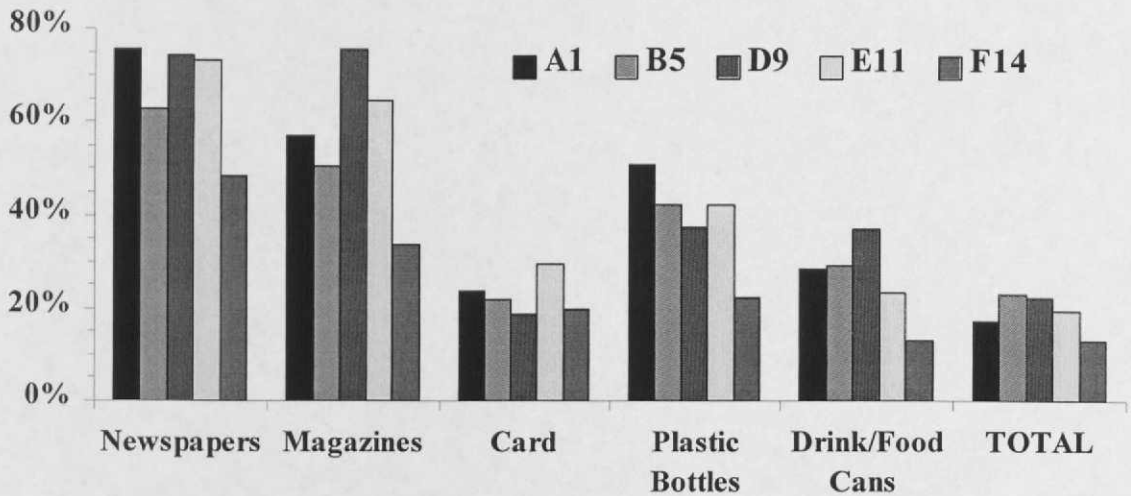 80%
A1 B5 D9 E11 F14
60%
40%
20%
0%
Newspapers Magazines Card Plastic Bottles Drink/Food Cans TOTAL